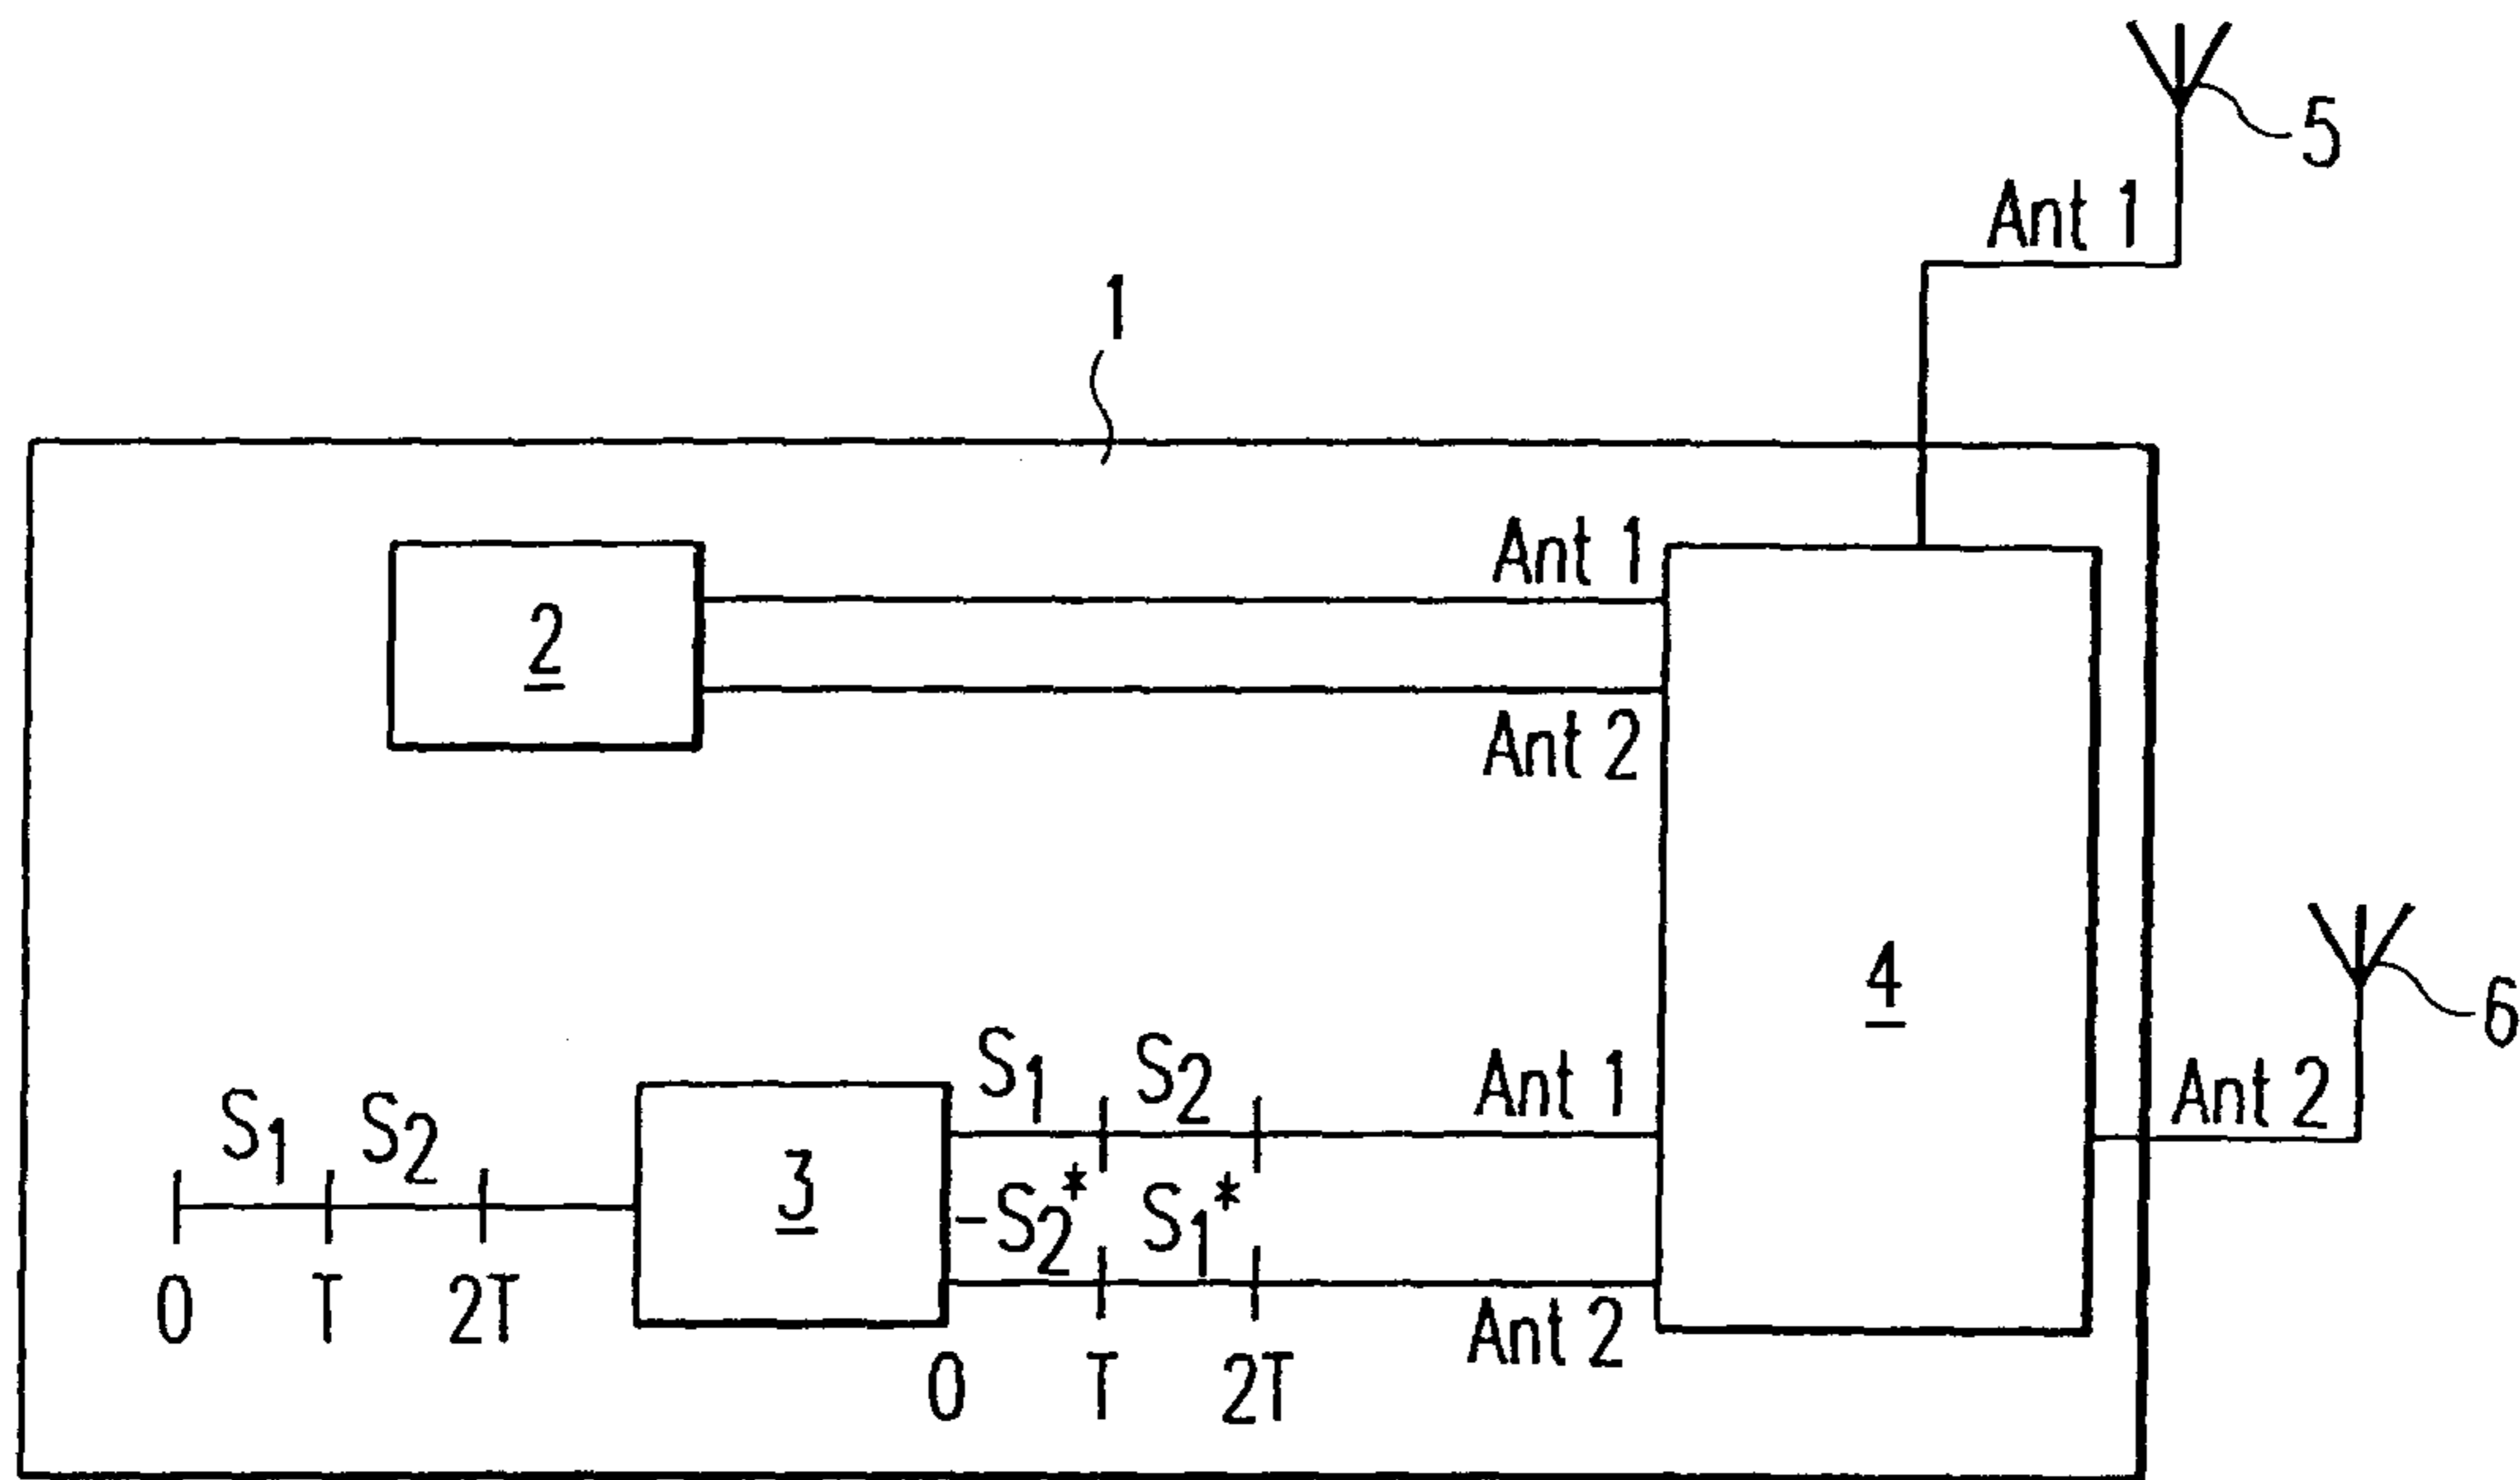 5
Ant 1
1
Ant 1
2
Ant 2
4
6
S1 S2 Ant 1
Ant 2
S1 S2
3
-S2* S1*
0 T 2T
Ant 2
0 T 2T